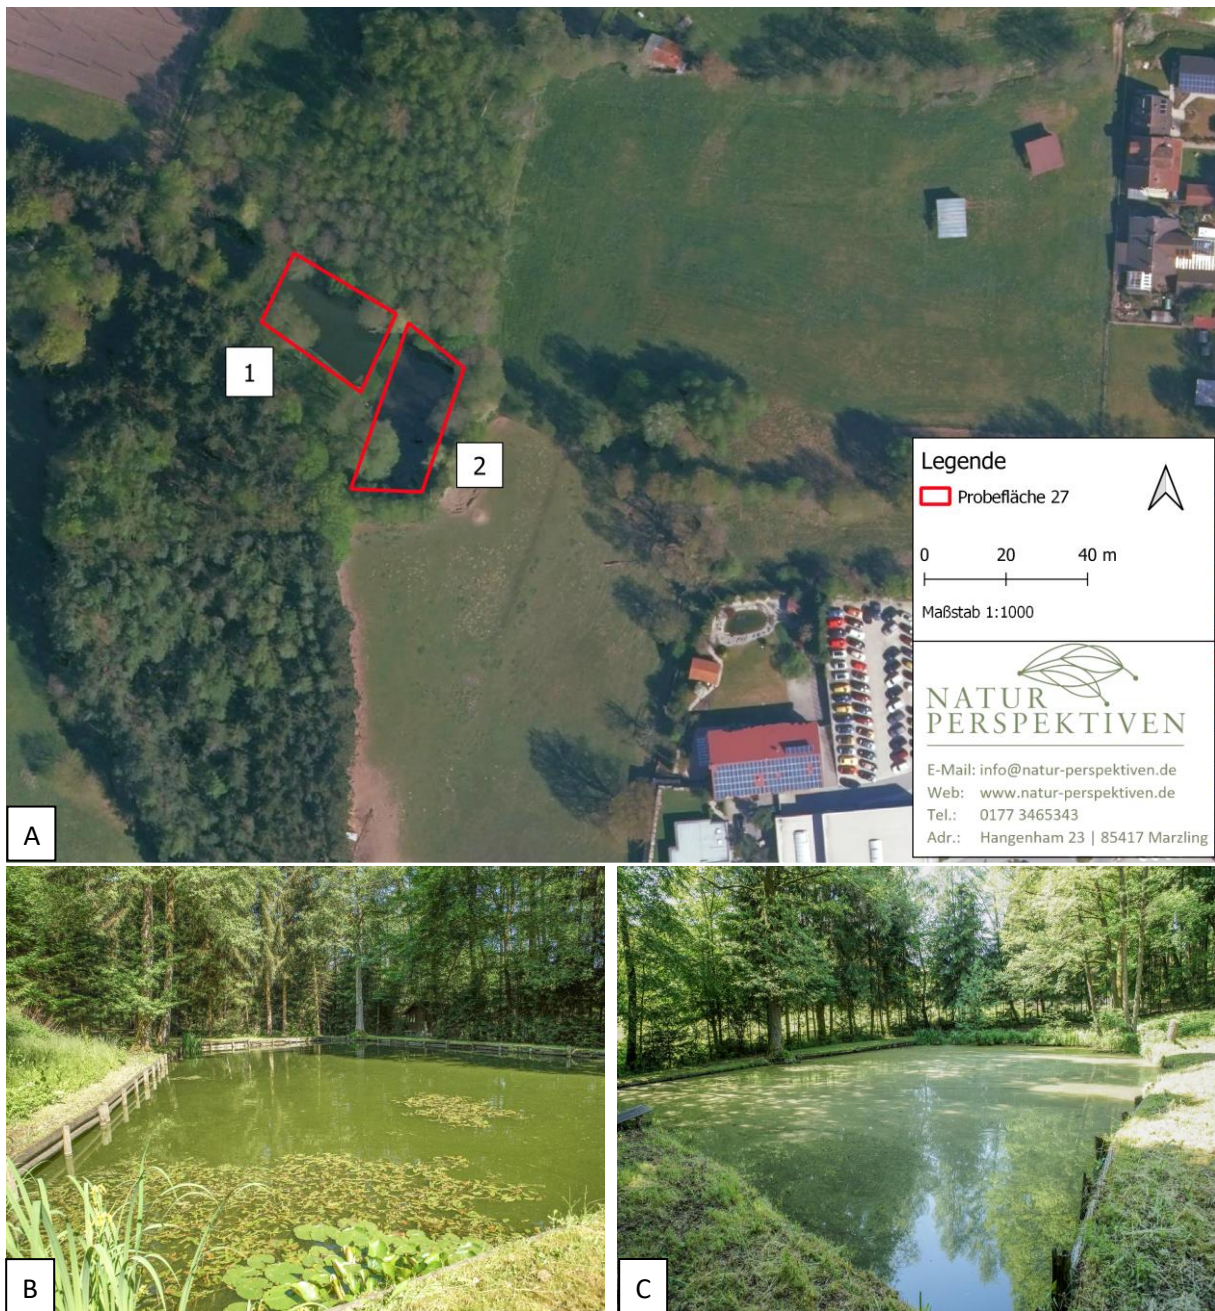 1
2
Legende
Probefläche 27
0 20 40 m
Maßstab 1:1000
NATUR
PERSPEKTIVEN
E-Mail: info@natur-perspektiven.de
Web: www.natur-perspektiven.de
Tel.: 0177 3465343
Adr.: Hangenham 23 | 85417 Marzling
A
B
C